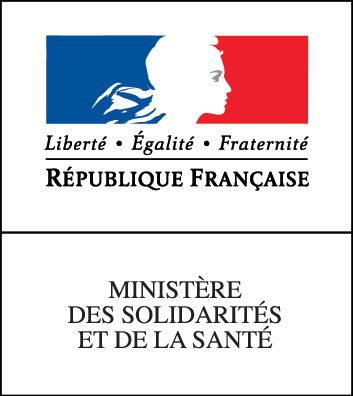 Liberté • Égalité • Fraternité
RÉPUBLIQUE FRANÇAISE
MINISTÈRE
DES SOLIDARITÉS
ET DE LA SANTÉ